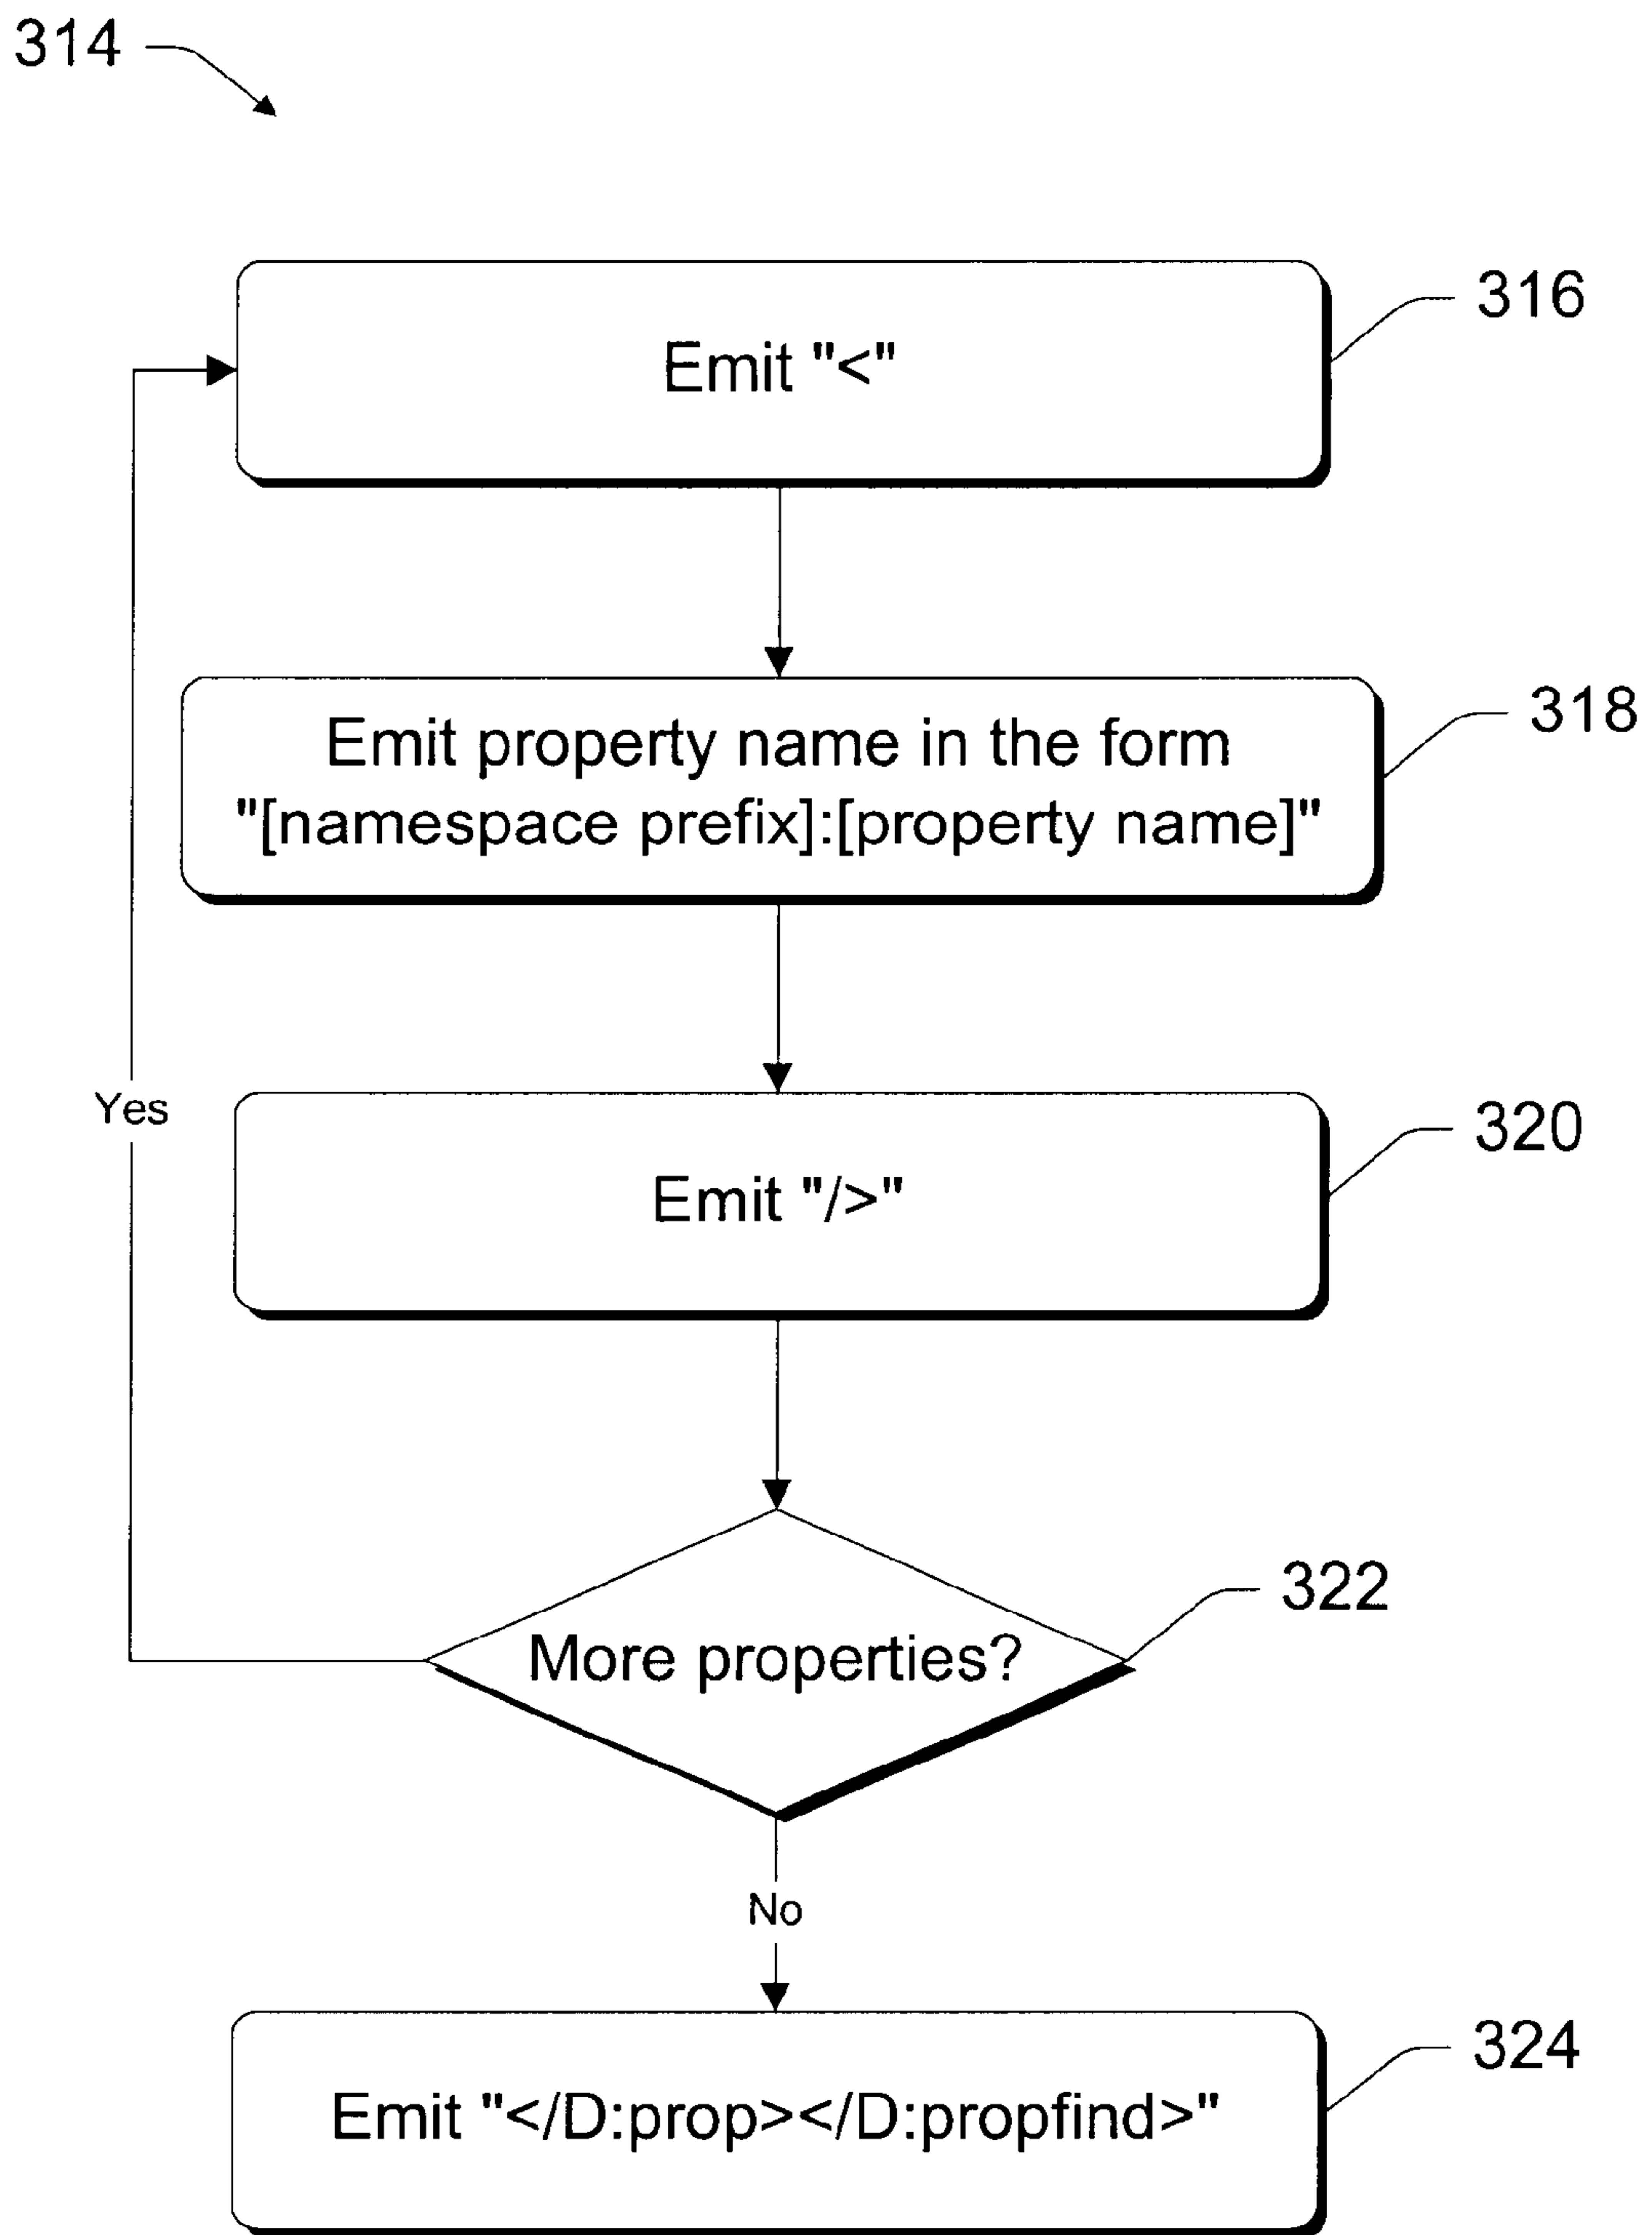 314
Emit "<"
316
Emit property name in the form
"[namespace prefix]:[property name]"
318
Yes
Emit "/>"
320
More properties?
322
No
Emit "</D:prop></D:propfind>"
324